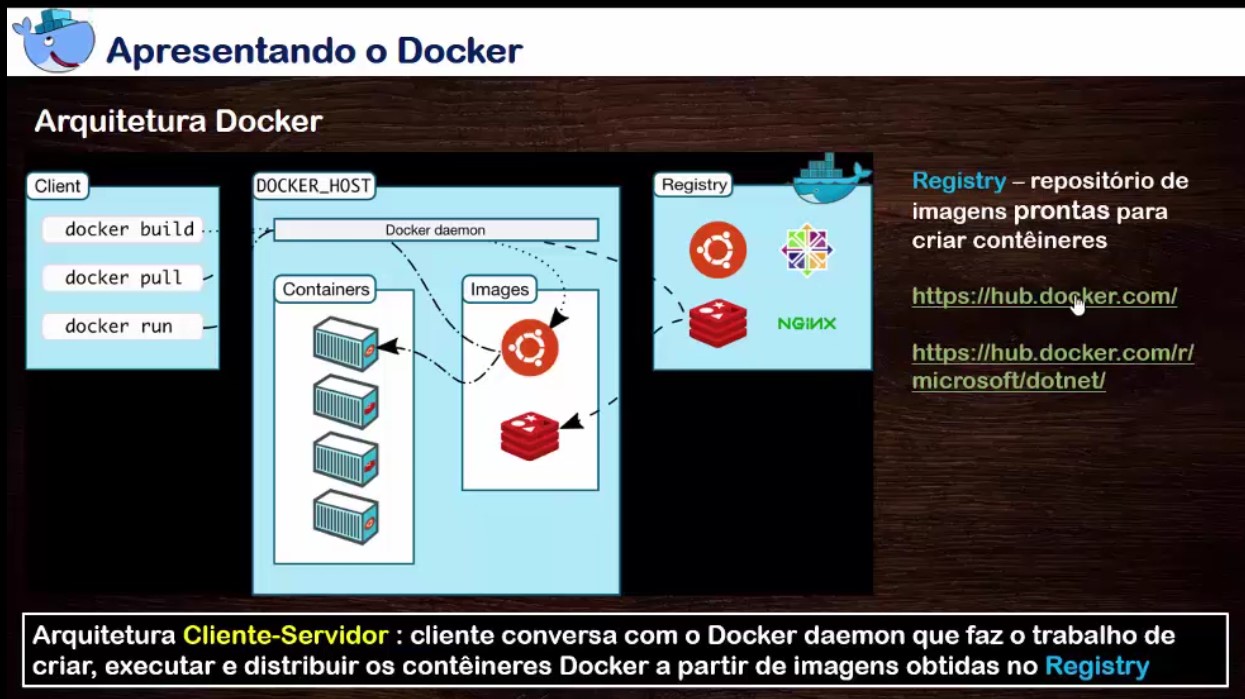 Apresentando o Docker
Arquitetura Docker
Client
docker build
docker pull
docker run
DOCKER_HOST
Docker daemon
Containers
Images
Registry
NGINX
Registry – repositório de
imagens prontas para
criar contêineres
https://hub.docker.com/
https://hub.docker.com/r/
microsoft/dotnet/
Arquitetura Cliente-Servidor : cliente conversa com o Docker daemon que faz o trabalho de
criar, executar e distribuir os contêineres Docker a partir de imagens obtidas no Registry